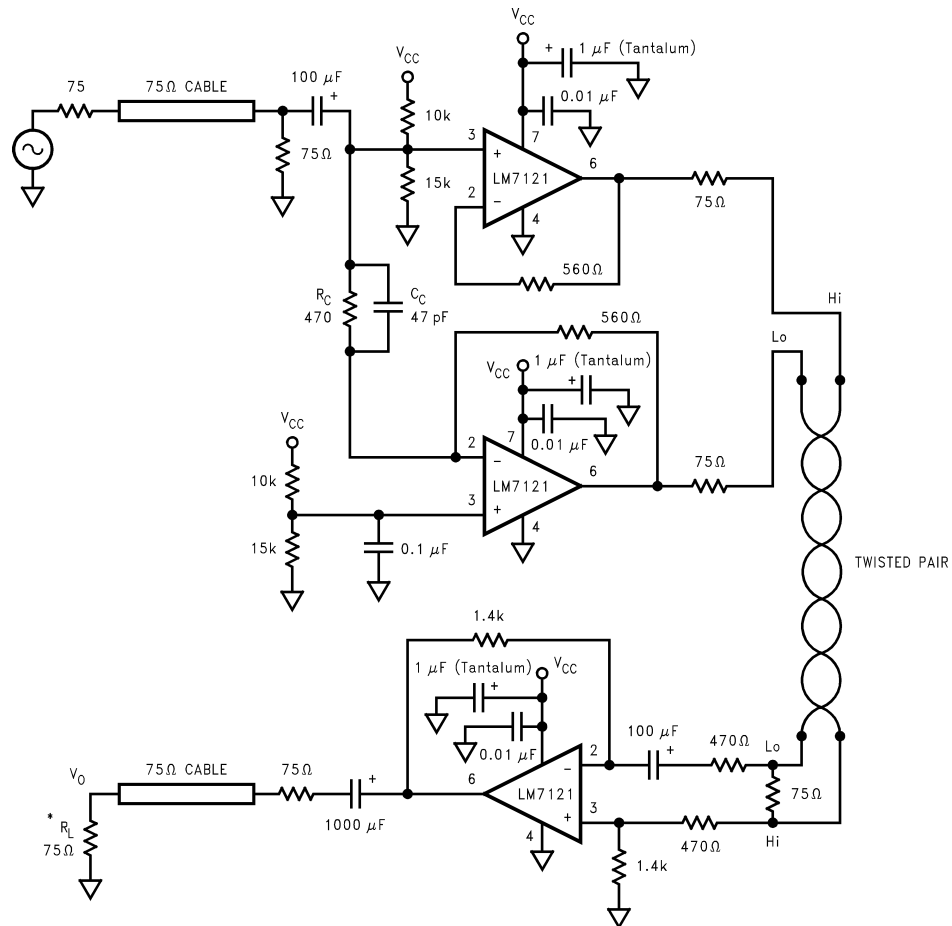 V_CC
1 μF (Tantalum)
+
0.01 μF
7
V_CC
10k
15k
75
75Ω CABLE
100 μF
+
75Ω
3
+
LM7121
2
−
6
4
75Ω
560Ω
R_C
470
C_C
47 pF
Hi
Lo
560Ω
V_CC
1 μF (Tantalum)
+
0.01 μF
7
2
−
LM7121
3
+
6
4
75Ω
V_CC
10k
15k
0.1 μF
TWISTED PAIR
1.4k
1 μF (Tantalum)
+
V_CC
0.01 μF
100 μF
+
470Ω
Lo
75Ω
2
−
LM7121
3
+
6
4
470Ω
Hi
1.4k
V_O
75Ω CABLE
75Ω
+
1000 μF
* R_L
75Ω